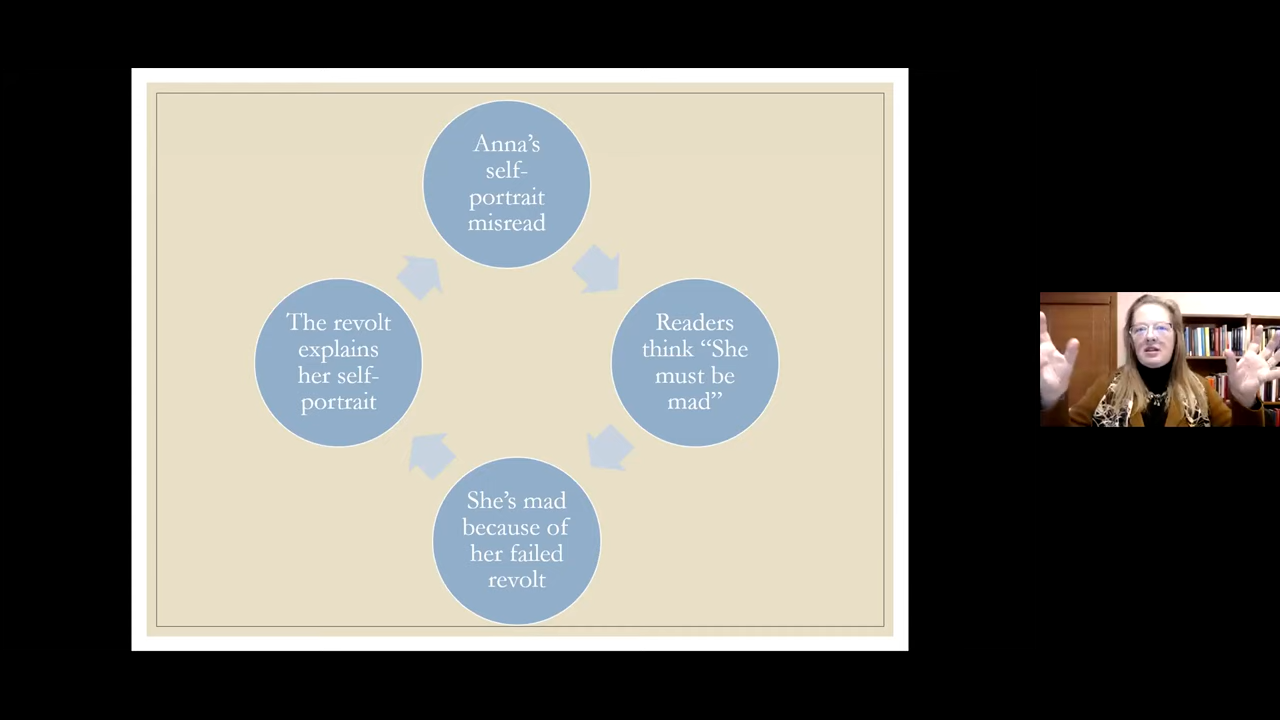 Anna’s
self-
portrait
misread
Readers
think “She
must be
mad”
She’s mad
because of
her failed
revolt
The revolt
explains
her self-
portrait